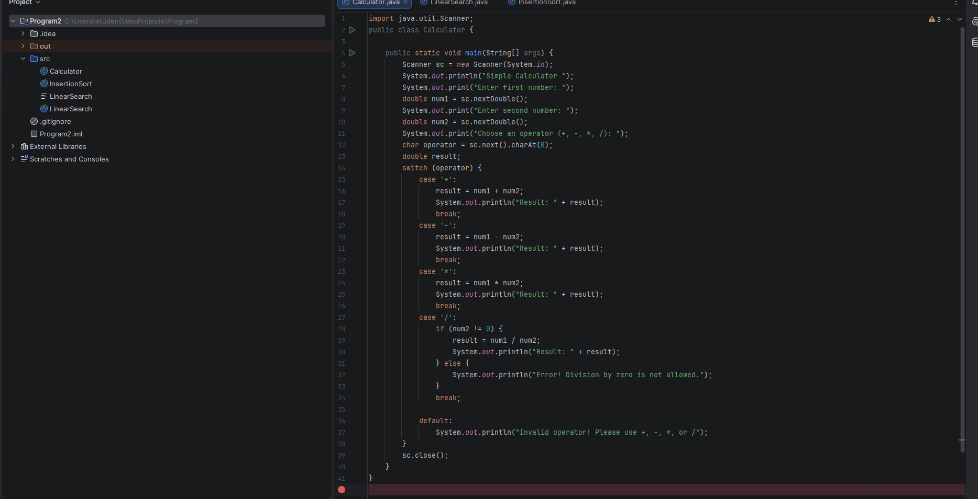 Project
Calculator.java
LinearSearch.java
InsertionSort.java
Program2 C:\Users\student\IdeaProjects\Program2
.idea
out
src
Calculator
InsertionSort
LinearSearch
LinearSearch
.gitignore
Program2.iml
External Libraries
Scratches and Consoles
3
1 import java.util.Scanner;
2 public class Calculator {
3
4 public static void main(String[] args) {
5 Scanner sc = new Scanner(System.in);
6 System.out.println("Simple Calculator ");
7 System.out.print("Enter first number: ");
8 double num1 = sc.nextDouble();
9 System.out.print("Enter second number: ");
10 double num2 = sc.nextDouble();
11 System.out.print("Choose an operator (+, -, *, /): ");
12 char operator = sc.next().charAt(0);
13 double result;
14 switch (operator) {
15 case '+':
16 result = num1 + num2;
17 System.out.println("Result: " + result);
18 break;
19 case '-':
20 result = num1 - num2;
21 System.out.println("Result: " + result);
22 break;
23 case '*':
24 result = num1 * num2;
25 System.out.println("Result: " + result);
26 break;
27 case '/':
28 if (num2 != 0) {
29 result = num1 / num2;
30 System.out.println("Result: " + result);
31 } else {
32 System.out.println("Error! Division by zero is not allowed.");
33 }
34 break;
35
36 default:
37 System.out.println("Invalid operator! Please use +, -, *, or /");
38 }
39 sc.close();
40 }
41 }